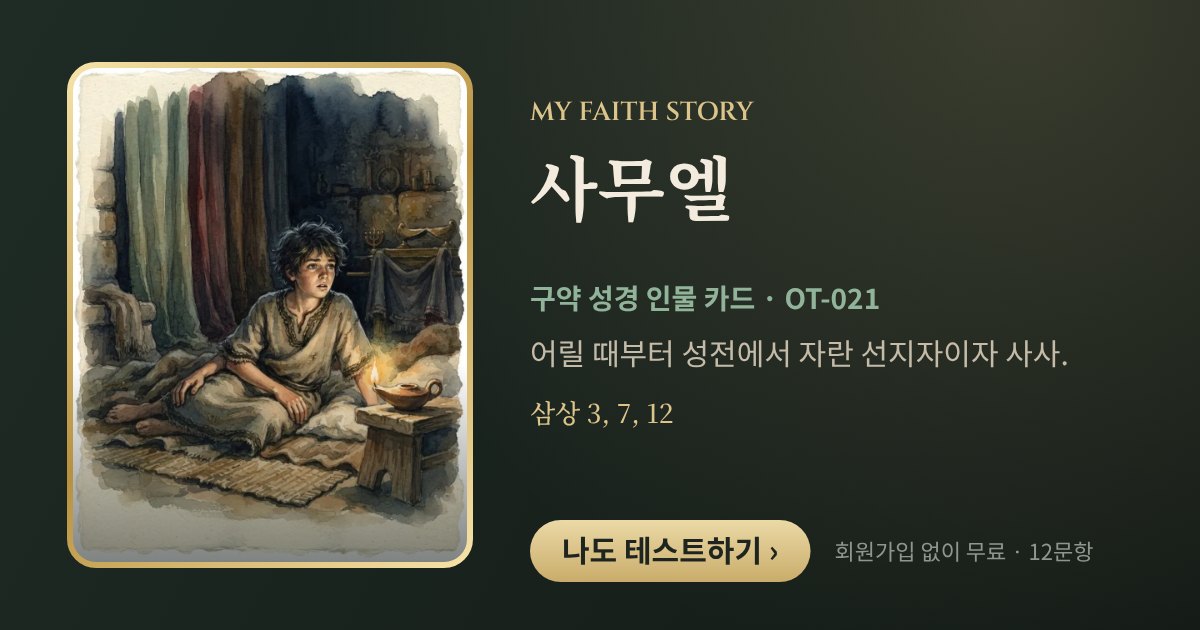 MY FAITH STORY
사무엘
구약 성경 인물 카드 · OT-021
어릴 때부터 성전에서 자란 선지자이자 사사.
삼상 3, 7, 12
나도 테스트하기 ›
회원가입 없이 무료 · 12문항